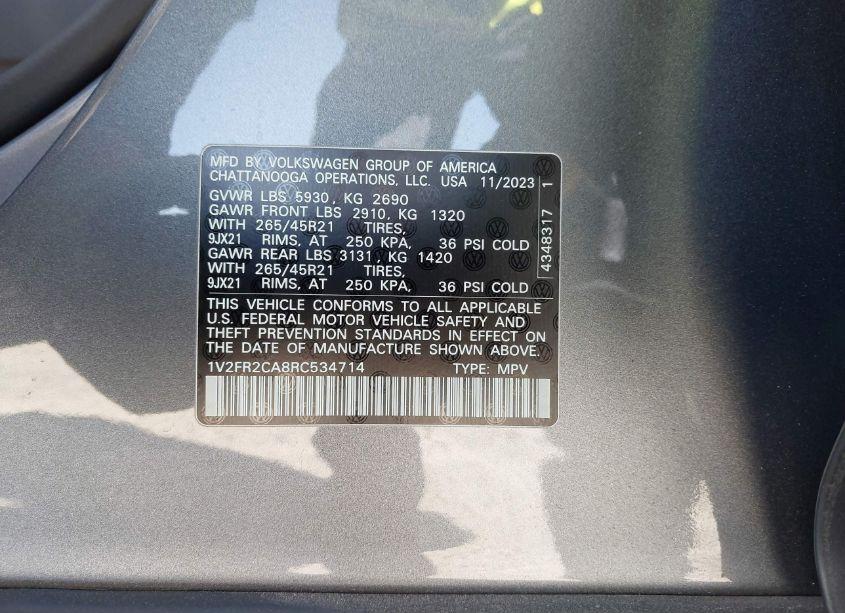 MFD BY VOLKSWAGEN GROUP OF AMERICA
CHATTANOOGA OPERATIONS, LLC. USA 11/2023
GVWR LBS 5930, KG 2690
GAWR FRONT LBS 2910, KG 1320
WITH 265/45R21 TIRES,
9JX21 RIMS, AT 250 KPA, 36 PSI COLD
GAWR REAR LBS 3131, KG 1420
WITH 265/45R21 TIRES,
9JX21 RIMS, AT 250 KPA, 36 PSI COLD
4348317 1
THIS VEHICLE CONFORMS TO ALL APPLICABLE
U.S. FEDERAL MOTOR VEHICLE SAFETY AND
THEFT PREVENTION STANDARDS IN EFFECT ON
THE DATE OF MANUFACTURE SHOWN ABOVE.
1V2FR2CA8RC534714 TYPE: MPV